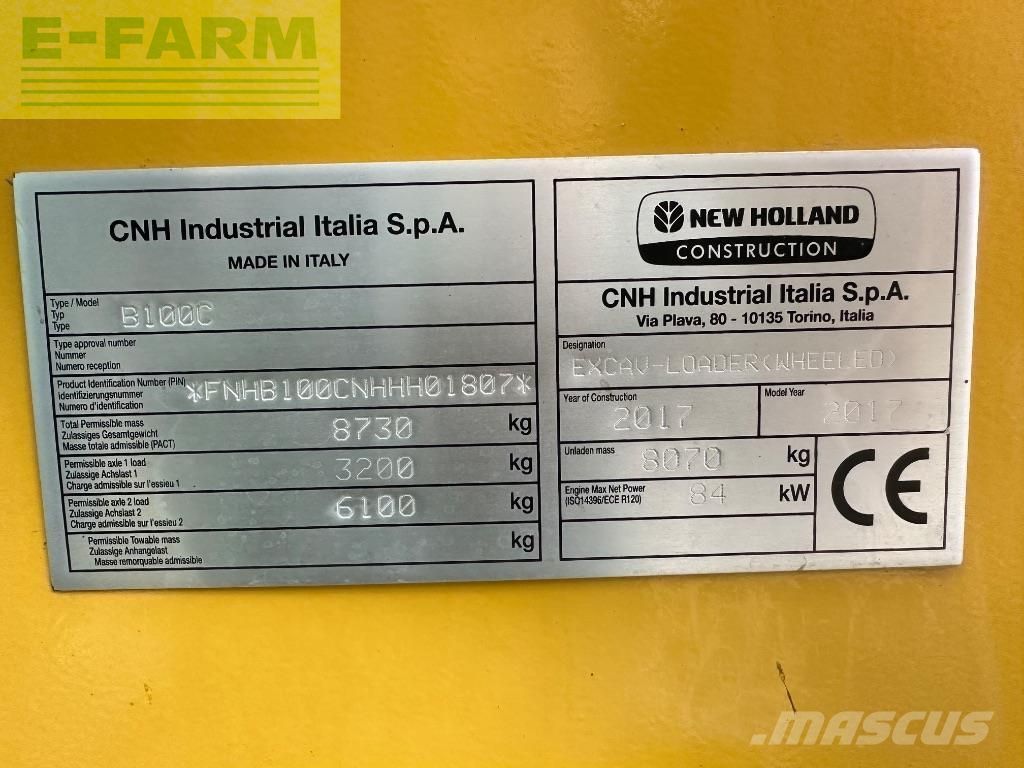 E-FARM
CNH Industrial Italia S.p.A.
MADE IN ITALY
Type / Model
Typ
Type
B100C
Type approval number
Nummer
Numero reception
Product Identification Number (PIN)
identifizierungsnummer
Numero d'identification
*FNHB100CNHHH01807*
Total Permissible mass
Zulassiges Gesamtgewicht
Masse totale admissible (PACT)
8730 kg
Permissible axle 1 load
Zulassige Achslast 1
Charge admissible sur l'essieu 1
3200 kg
Permissible axle 2 load
Zulassige Achslast 2
Charge admissible sur l'essieu 2
6100 kg
Permissible Towable mass
Zulassige Anhangelast
Masse remorquable admissible
kg
NEW HOLLAND
CONSTRUCTION
CNH Industrial Italia S.p.A.
Via Plava, 80 - 10135 Torino, Italia
Designation
EXCAV-LOADER(WHEELED)
Year of Construction
2017
Model Year
2017
Unladen mass
8070 kg
Engine Max Net Power
(ISO14396/ECE R120)
84 kW
CE
MASCUS